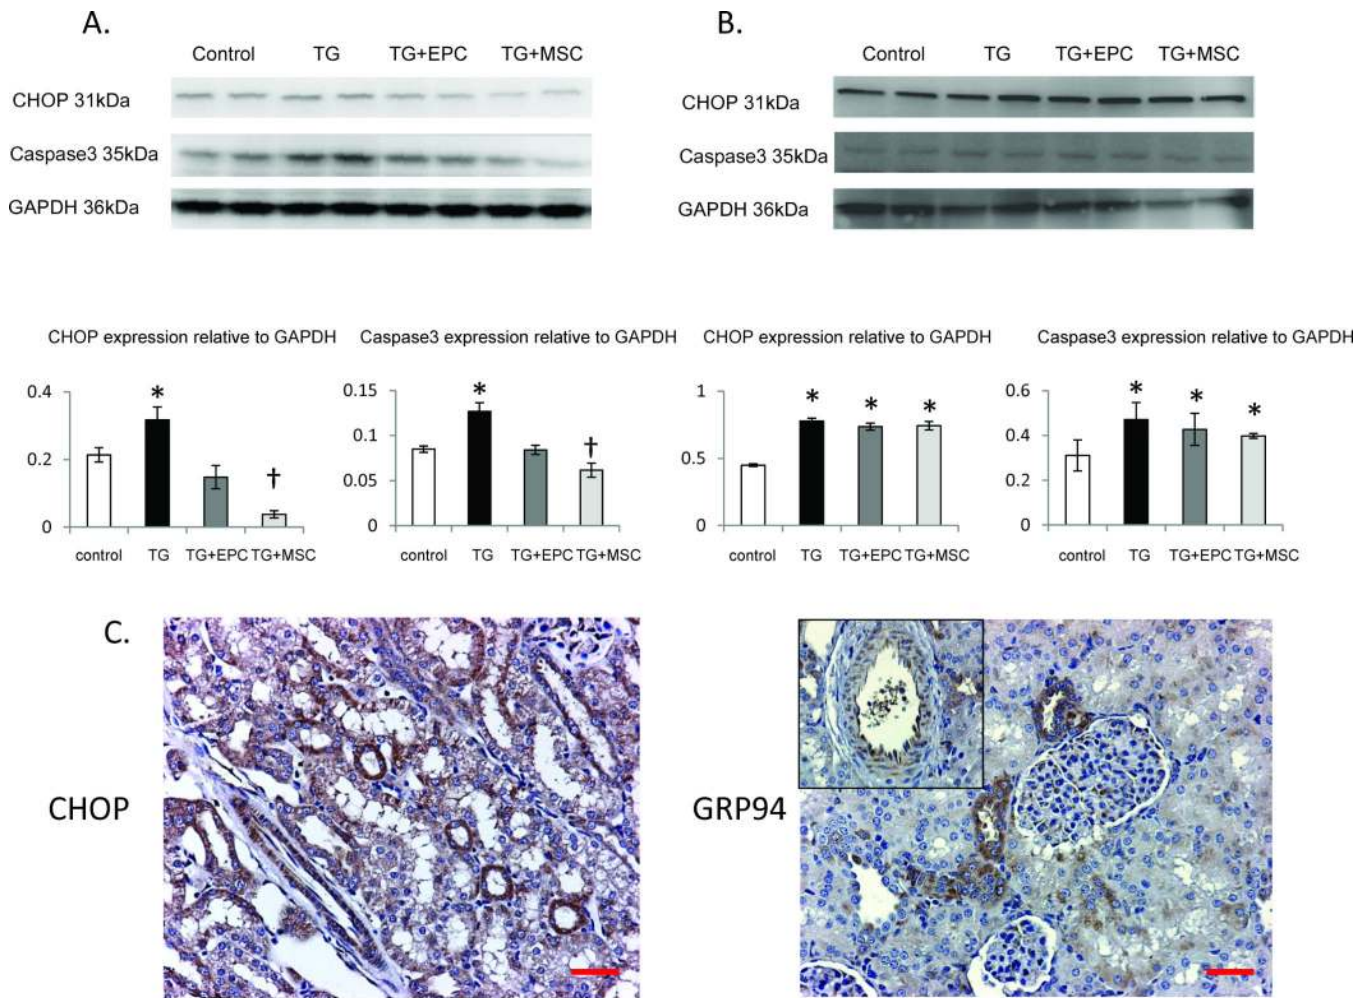 A.
Control TG TG+EPC TG+MSC
CHOP 31kDa
Caspase3 35kDa
GAPDH 36kDa
B.
Control TG TG+EPC TG+MSC
CHOP 31kDa
Caspase3 35kDa
GAPDH 36kDa
CHOP expression relative to GAPDH
0.4
0.2
0
*
†
control TG TG+EPC TG+MSC
Caspase3 expression relative to GAPDH
0.15
0.1
0.05
0
*
†
control TG TG+EPC TG+MSC
CHOP expression relative to GAPDH
1
0.5
0
* * *
control TG TG+EPC TG+MSC
Caspase3 expression relative to GAPDH
0.6
0.4
0.2
0
* * *
control TG TG+EPC TG+MSC
C.
CHOP
GRP94